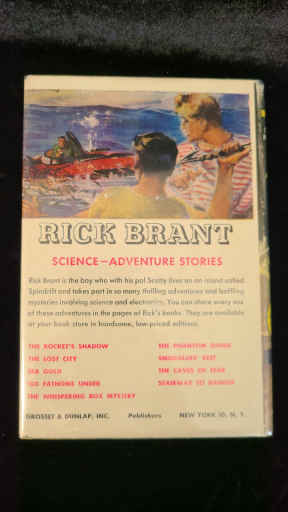 RICK BRANT
SCIENCE—ADVENTURE STORIES
Rick Brant is the boy who with his pal Scotty lives on an island called
Spindrift and takes part in so many thrilling adventures and baffling
mysteries involving science and electronics. You can share every one
of these adventures in the pages of Rick's books. They are available
at your book store in handsome, low-priced editions.
THE ROCKET'S SHADOW
THE LOST CITY
SEA GOLD
100 FATHOMS UNDER
THE WHISPERING BOX MYSTERY
THE PHANTOM SHARK
SMUGGLERS' REEF
THE CAVES OF FEAR
STAIRWAY TO DANGER
GROSSET & DUNLAP, INC. Publishers NEW YORK 10, N. Y.